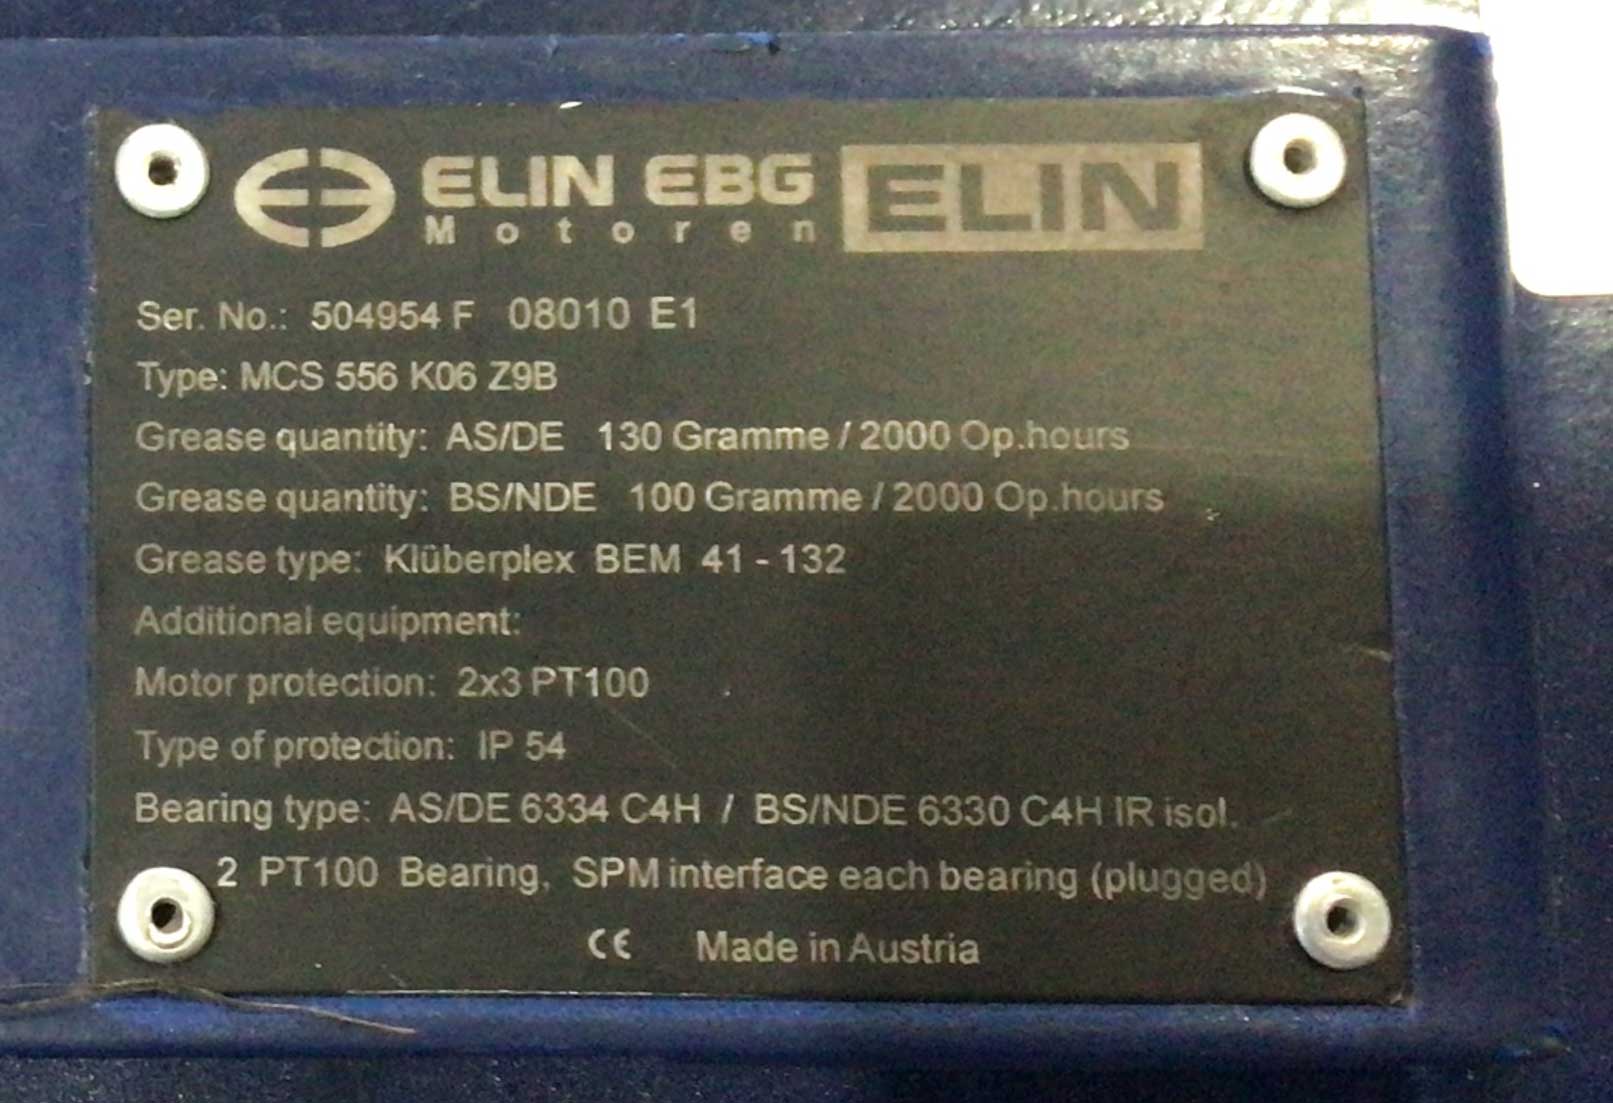 ELIN EBG ELIN
Motoren
Ser. No.: 504954 F 08010 E1
Type: MCS 556 K06 Z9B
Grease quantity: AS/DE 130 Gramme / 2000 Op.hours
Grease quantity: BS/NDE 100 Gramme / 2000 Op.hours
Grease type: Klüberplex BEM 41 - 132
Additional equipment:
Motor protection: 2x3 PT100
Type of protection: IP 54
Bearing type: AS/DE 6334 C4H / BS/NDE 6330 C4H IR isol.
2 PT100 Bearing, SPM interface each bearing (plugged)
CE Made in Austria